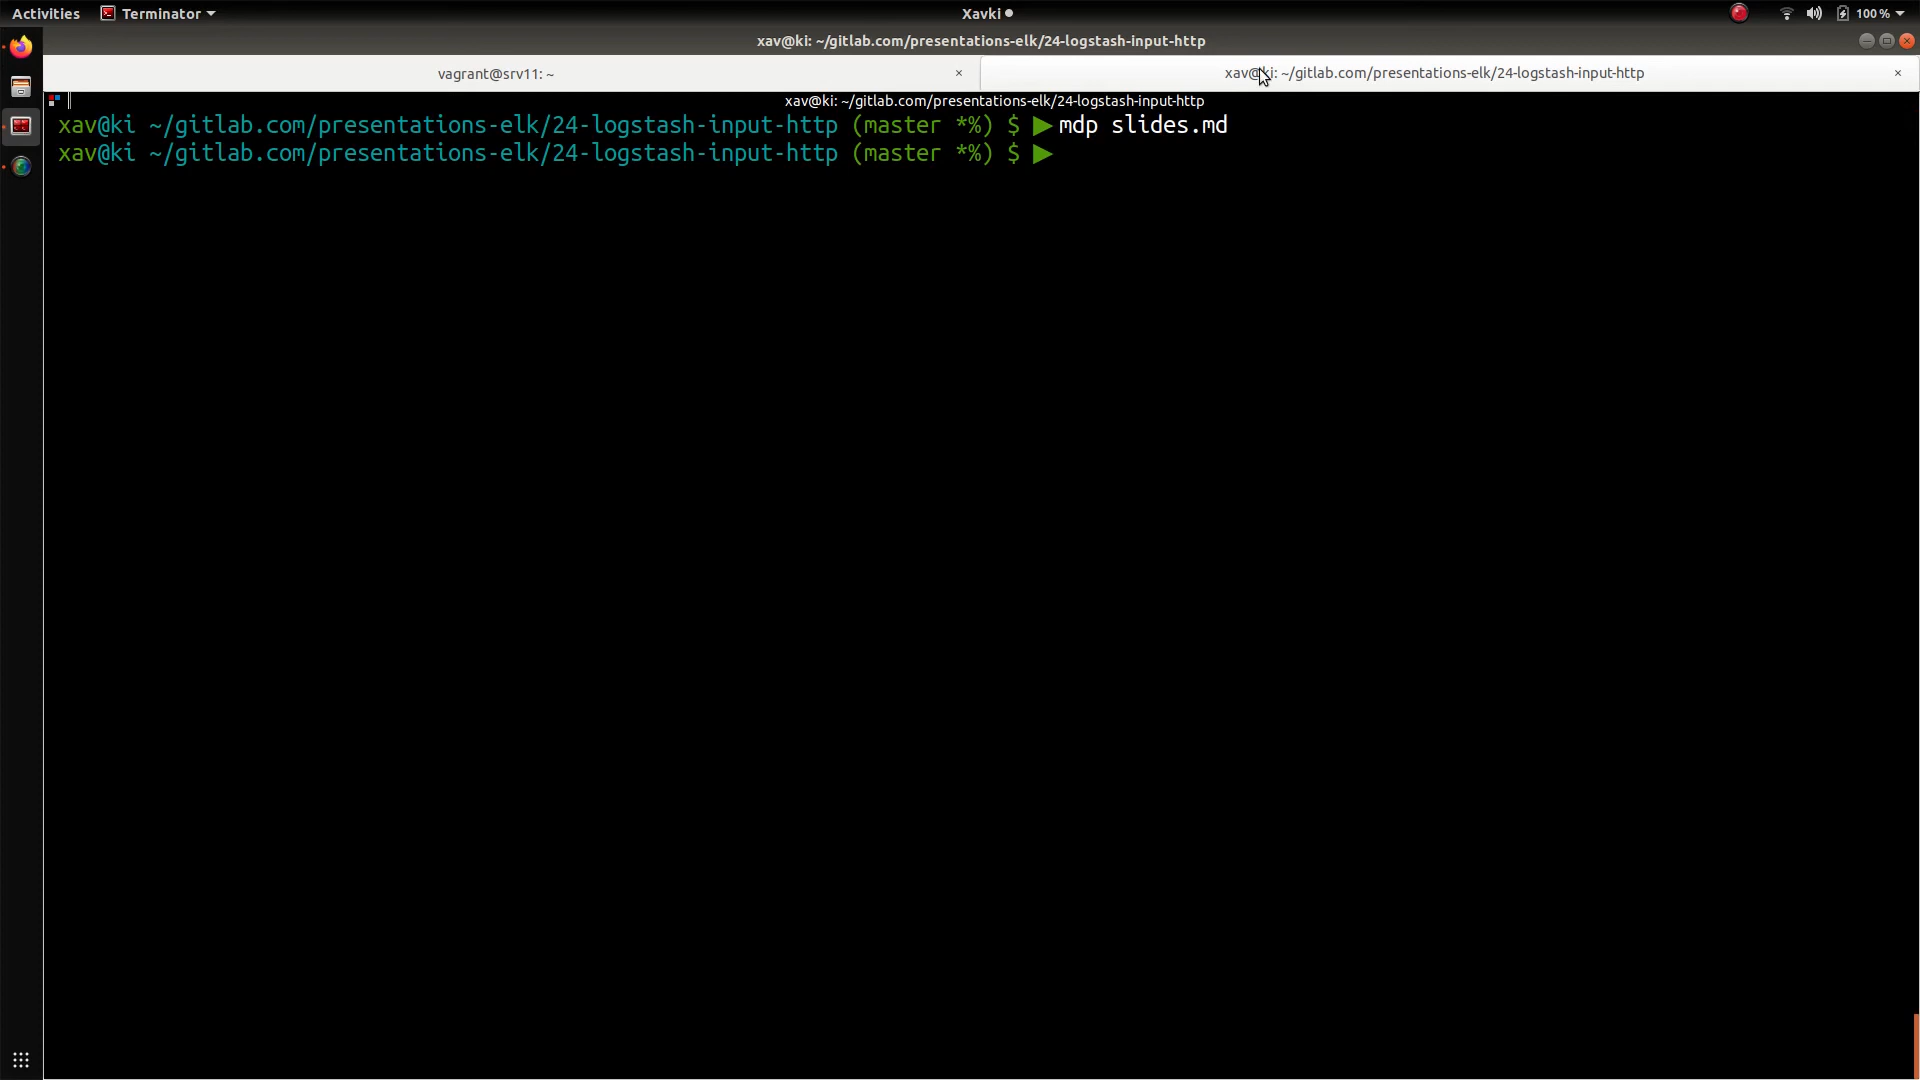 Activities Terminator Xavki 100 %
xav@ki: ~/gitlab.com/presentations-elk/24-logstash-input-http
vagrant@srv11: ~ × xav@ki: ~/gitlab.com/presentations-elk/24-logstash-input-http ×
xav@ki: ~/gitlab.com/presentations-elk/24-logstash-input-http
xav@ki ~/gitlab.com/presentations-elk/24-logstash-input-http (master *%) $ ▶mdp slides.md
xav@ki ~/gitlab.com/presentations-elk/24-logstash-input-http (master *%) $ ▶